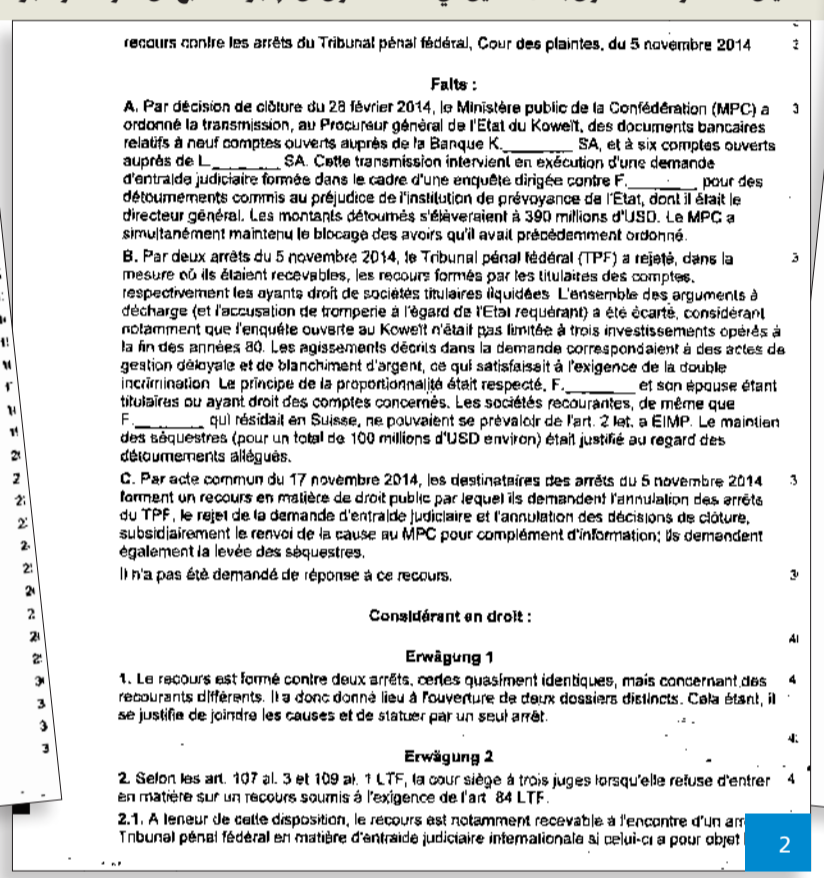 recours contre les arrêts du Tribunal pénal fédéral, Cour des plaintes, du 5 novembre 2014
Faits :
A. Par décision de clôture du 28 février 2014, le Ministère public de la Confédération (MPC) a
ordonné la transmission, au Procureur général de l'Etat du Koweït, des documents bancaires
relatifs à neuf comptes ouverts auprès de la Banque K.________ SA, et à six comptes ouverts
auprès de L.________ SA. Cette transmission intervient en exécution d'une demande
d'entraide judiciaire formée dans le cadre d'une enquête dirigée contre F.________ pour des
détournements commis au préjudice de l'institution de prévoyance de l'Etat, dont il était le
directeur général. Les montants détournés s'élèveraient à 390 millions d'USD. Le MPC a
simultanément maintenu le blocage des avoirs qu'il avait précédemment ordonné.
B. Par deux arrêts du 5 novembre 2014, le Tribunal pénal fédéral (TPF) a rejeté, dans la
mesure où ils étaient recevables, les recours formés par les titulaires des comptes,
respectivement les ayants droit de sociétés titulaires liquidées. L'ensemble des arguments à
décharge (et l'accusation de tromperie à l'égard de l'Etat requérant) a été écarté, considérant
notamment que l'enquête ouverte au Koweït n'était pas limitée à trois investissements opérés à
la fin des années 80. Les agissements décrits dans la demande correspondaient à des actes de
gestion déloyale et de blanchiment d'argent, ce qui satisfaisait à l'exigence de la double
incrimination. Le principe de la proportionnalité était respecté, F.________ et son épouse étant
titulaires ou ayant droit des comptes concernés. Les sociétés recourantes, de même que
F.________ qui résidait en Suisse, ne pouvaient se prévaloir de l'art. 2 let. a EIMP. Le maintien
des séquestres (pour un total de 100 millions d'USD environ) était justifié au regard des
détournements allégués.
C. Par acte commun du 17 novembre 2014, les destinataires des arrêts du 5 novembre 2014
forment un recours en matière de droit public par lequel ils demandent l'annulation des arrêts
du TPF, le rejet de la demande d'entraide judiciaire et l'annulation des décisions de clôture,
subsidiairement le renvoi de la cause au MPC pour complément d'information; ils demandent
également la levée des séquestres.
Il n'a pas été demandé de réponse à ce recours.
Considérant en droit :
Erwägung 1
1. Le recours est formé contre deux arrêts, certes quasiment identiques, mais concernant des
recourants différents. Il a donc donné lieu à l'ouverture de deux dossiers distincts. Cela étant, il
se justifie de joindre les causes et de statuer par un seul arrêt.
Erwägung 2
2. Selon les art. 107 al. 3 et 109 al. 1 LTF, la cour siège à trois juges lorsqu'elle refuse d'entrer
en matière sur un recours soumis à l'exigence de l'art. 84 LTF.
2.1. A teneur de cette disposition, le recours est notamment recevable à l'encontre d'un arr
Tribunal pénal fédéral en matière d'entraide judiciaire internationale si celui-ci a pour objet
2